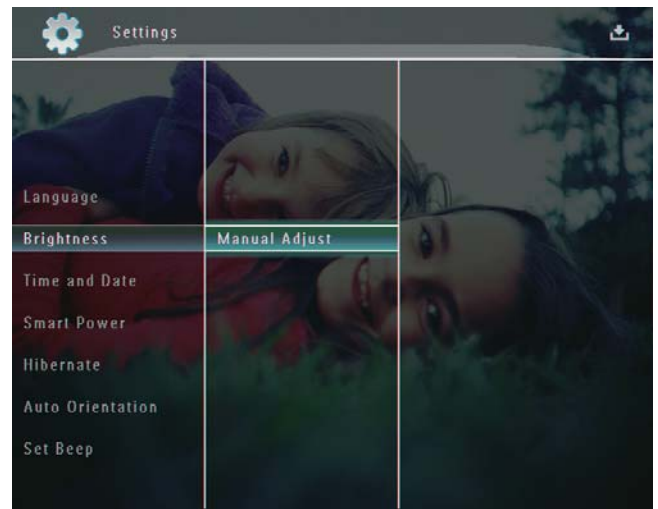 Settings
Language
Brightness
Manual Adjust
Time and Date
Smart Power
Hibernate
Auto Orientation
Set Beep